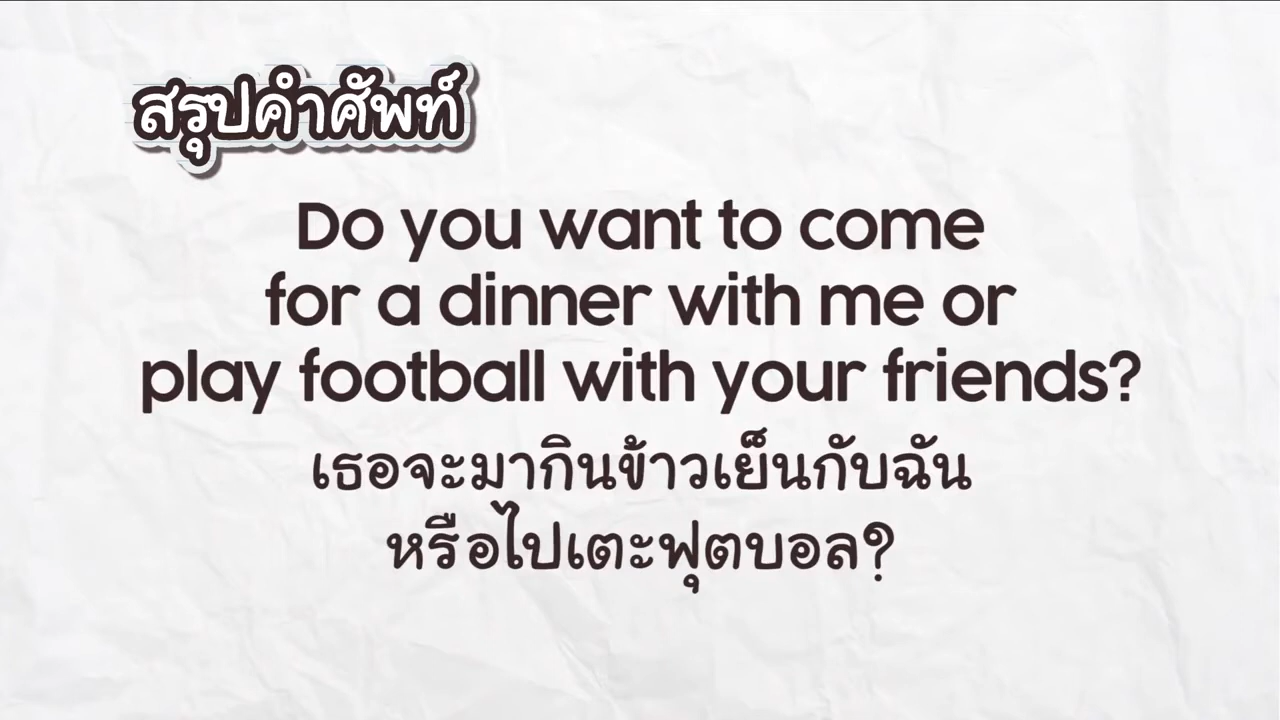 สรุปคำศัพท์
Do you want to come
for a dinner with me or
play football with your friends?
เธอจะมากินข้าวเย็นกับฉัน
หรือไปเตะฟุตบอล?